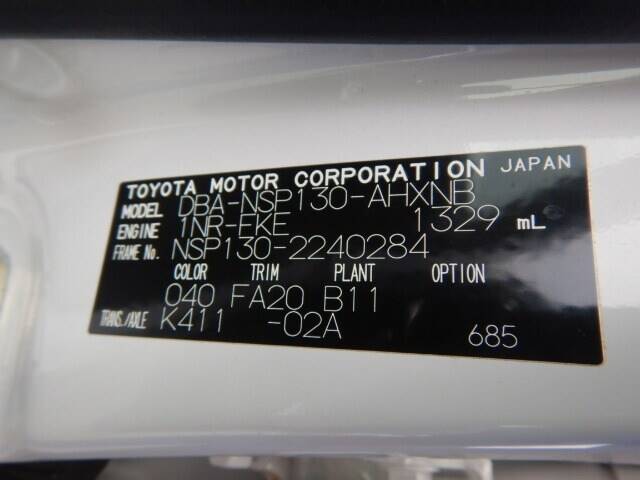 TOYOTA MOTOR CORPORATION JAPAN
MODEL DBA-NSP130-AHXNB
ENGINE 1NR-FKE 1329 mL
FRAME No. NSP130-2240284
COLOR TRIM PLANT OPTION
040 FA20 B11
TRANS./AXLE K411 -02A 685